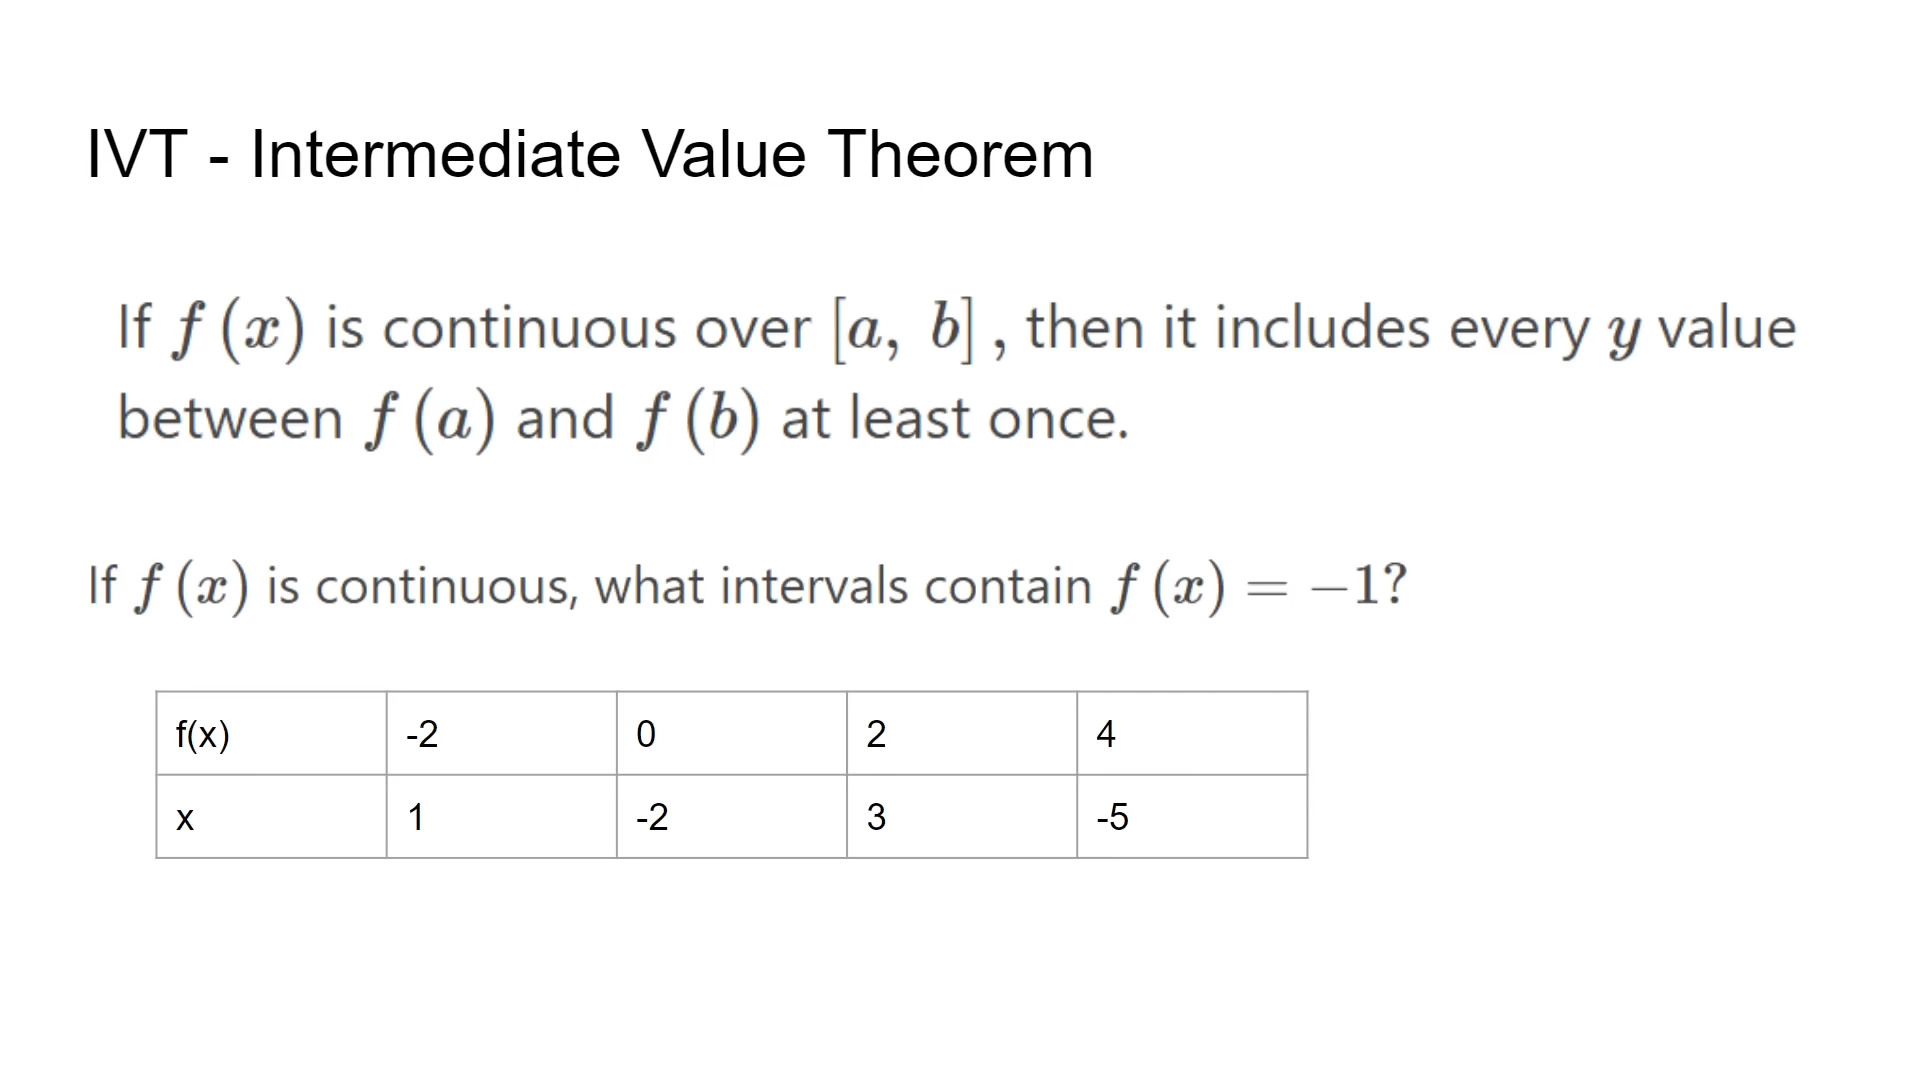 IVT - Intermediate Value Theorem
If f (x) is continuous over [a, b] , then it includes every y value
between f (a) and f (b) at least once.
If f (x) is continuous, what intervals contain f (x) = −1?
f(x) -2 0 2 4
x 1 -2 3 -5